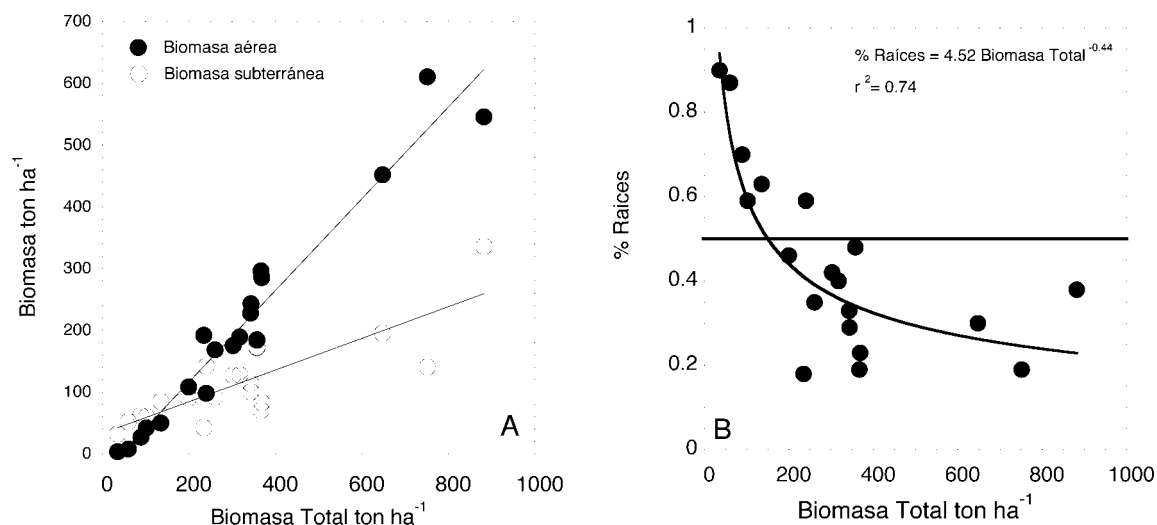 700
600
500
400
300
200
100
0
Biomasa ton ha-1
Biomasa aérea
Biomasa subterránea
A
0 200 400 600 800 1000
Biomasa Total ton ha-1
1
0.8
0.6
0.4
0.2
0
% Raices
% Raíces = 4.52 Biomasa Total-0.44
r2= 0.74
B
0 200 400 600 800 1000
Biomasa Total ton ha-1